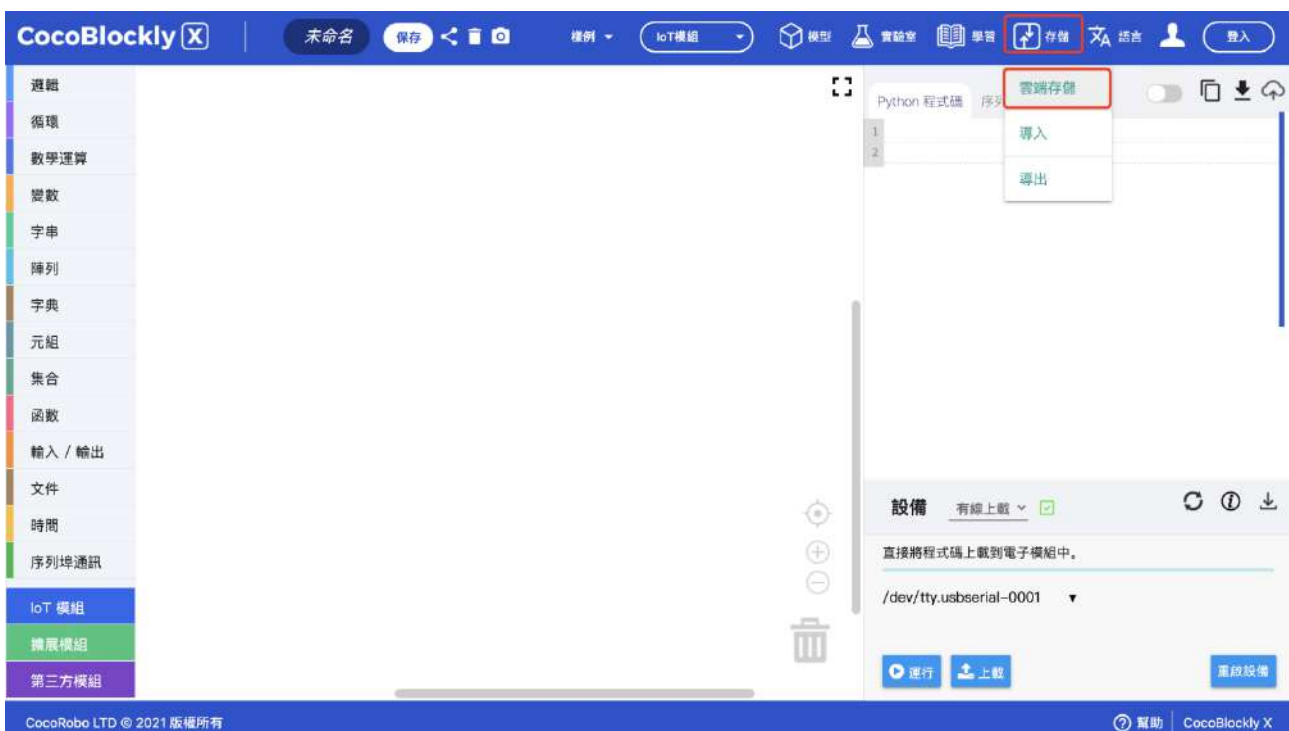 CocoBlockly X
未命名
保存
樣例
IoT模組
模型
實驗室
學習
存儲
語言
登入
邏輯
循環
數學運算
變數
字串
陣列
字典
元組
集合
函數
輸入 / 輸出
文件
時間
序列埠通訊
IoT 模組
擴展模組
第三方模組
Python 程式碼
序列
雲端存儲
導入
導出
1
2
設備
有線上載
直接將程式碼上載到電子模組中。
/dev/tty.usbserial-0001
運行
上載
重啟設備
CocoRobo LTD © 2021 版權所有
幫助
CocoBlockly X